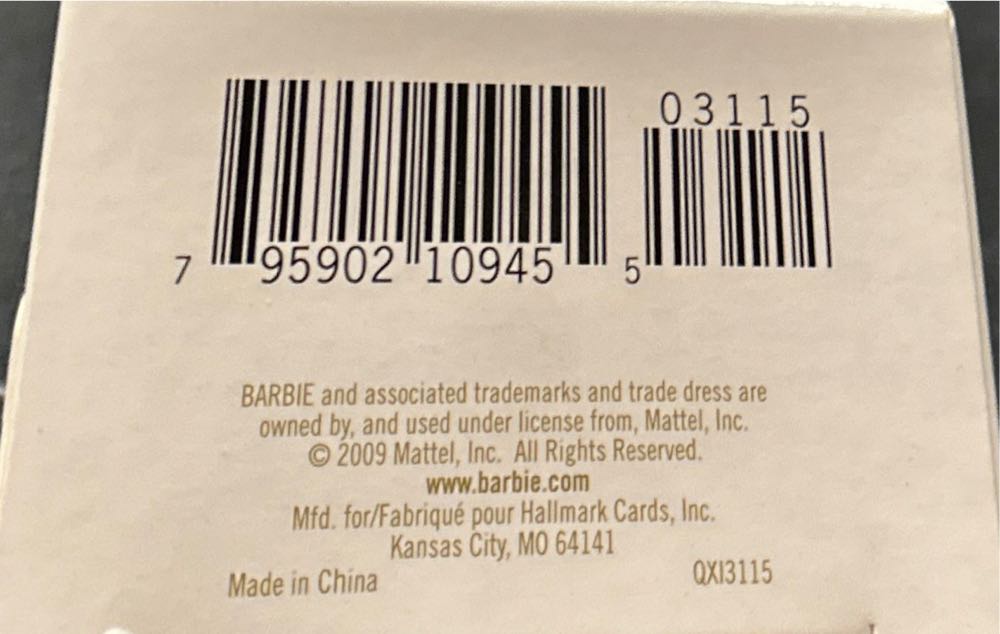 03115
7 95902 10945 5
BARBIE and associated trademarks and trade dress are
owned by, and used under license from, Mattel, Inc.
© 2009 Mattel, Inc. All Rights Reserved.
www.barbie.com
Mfd. for/Fabriqué pour Hallmark Cards, Inc.
Kansas City, MO 64141
Made in China QXI3115